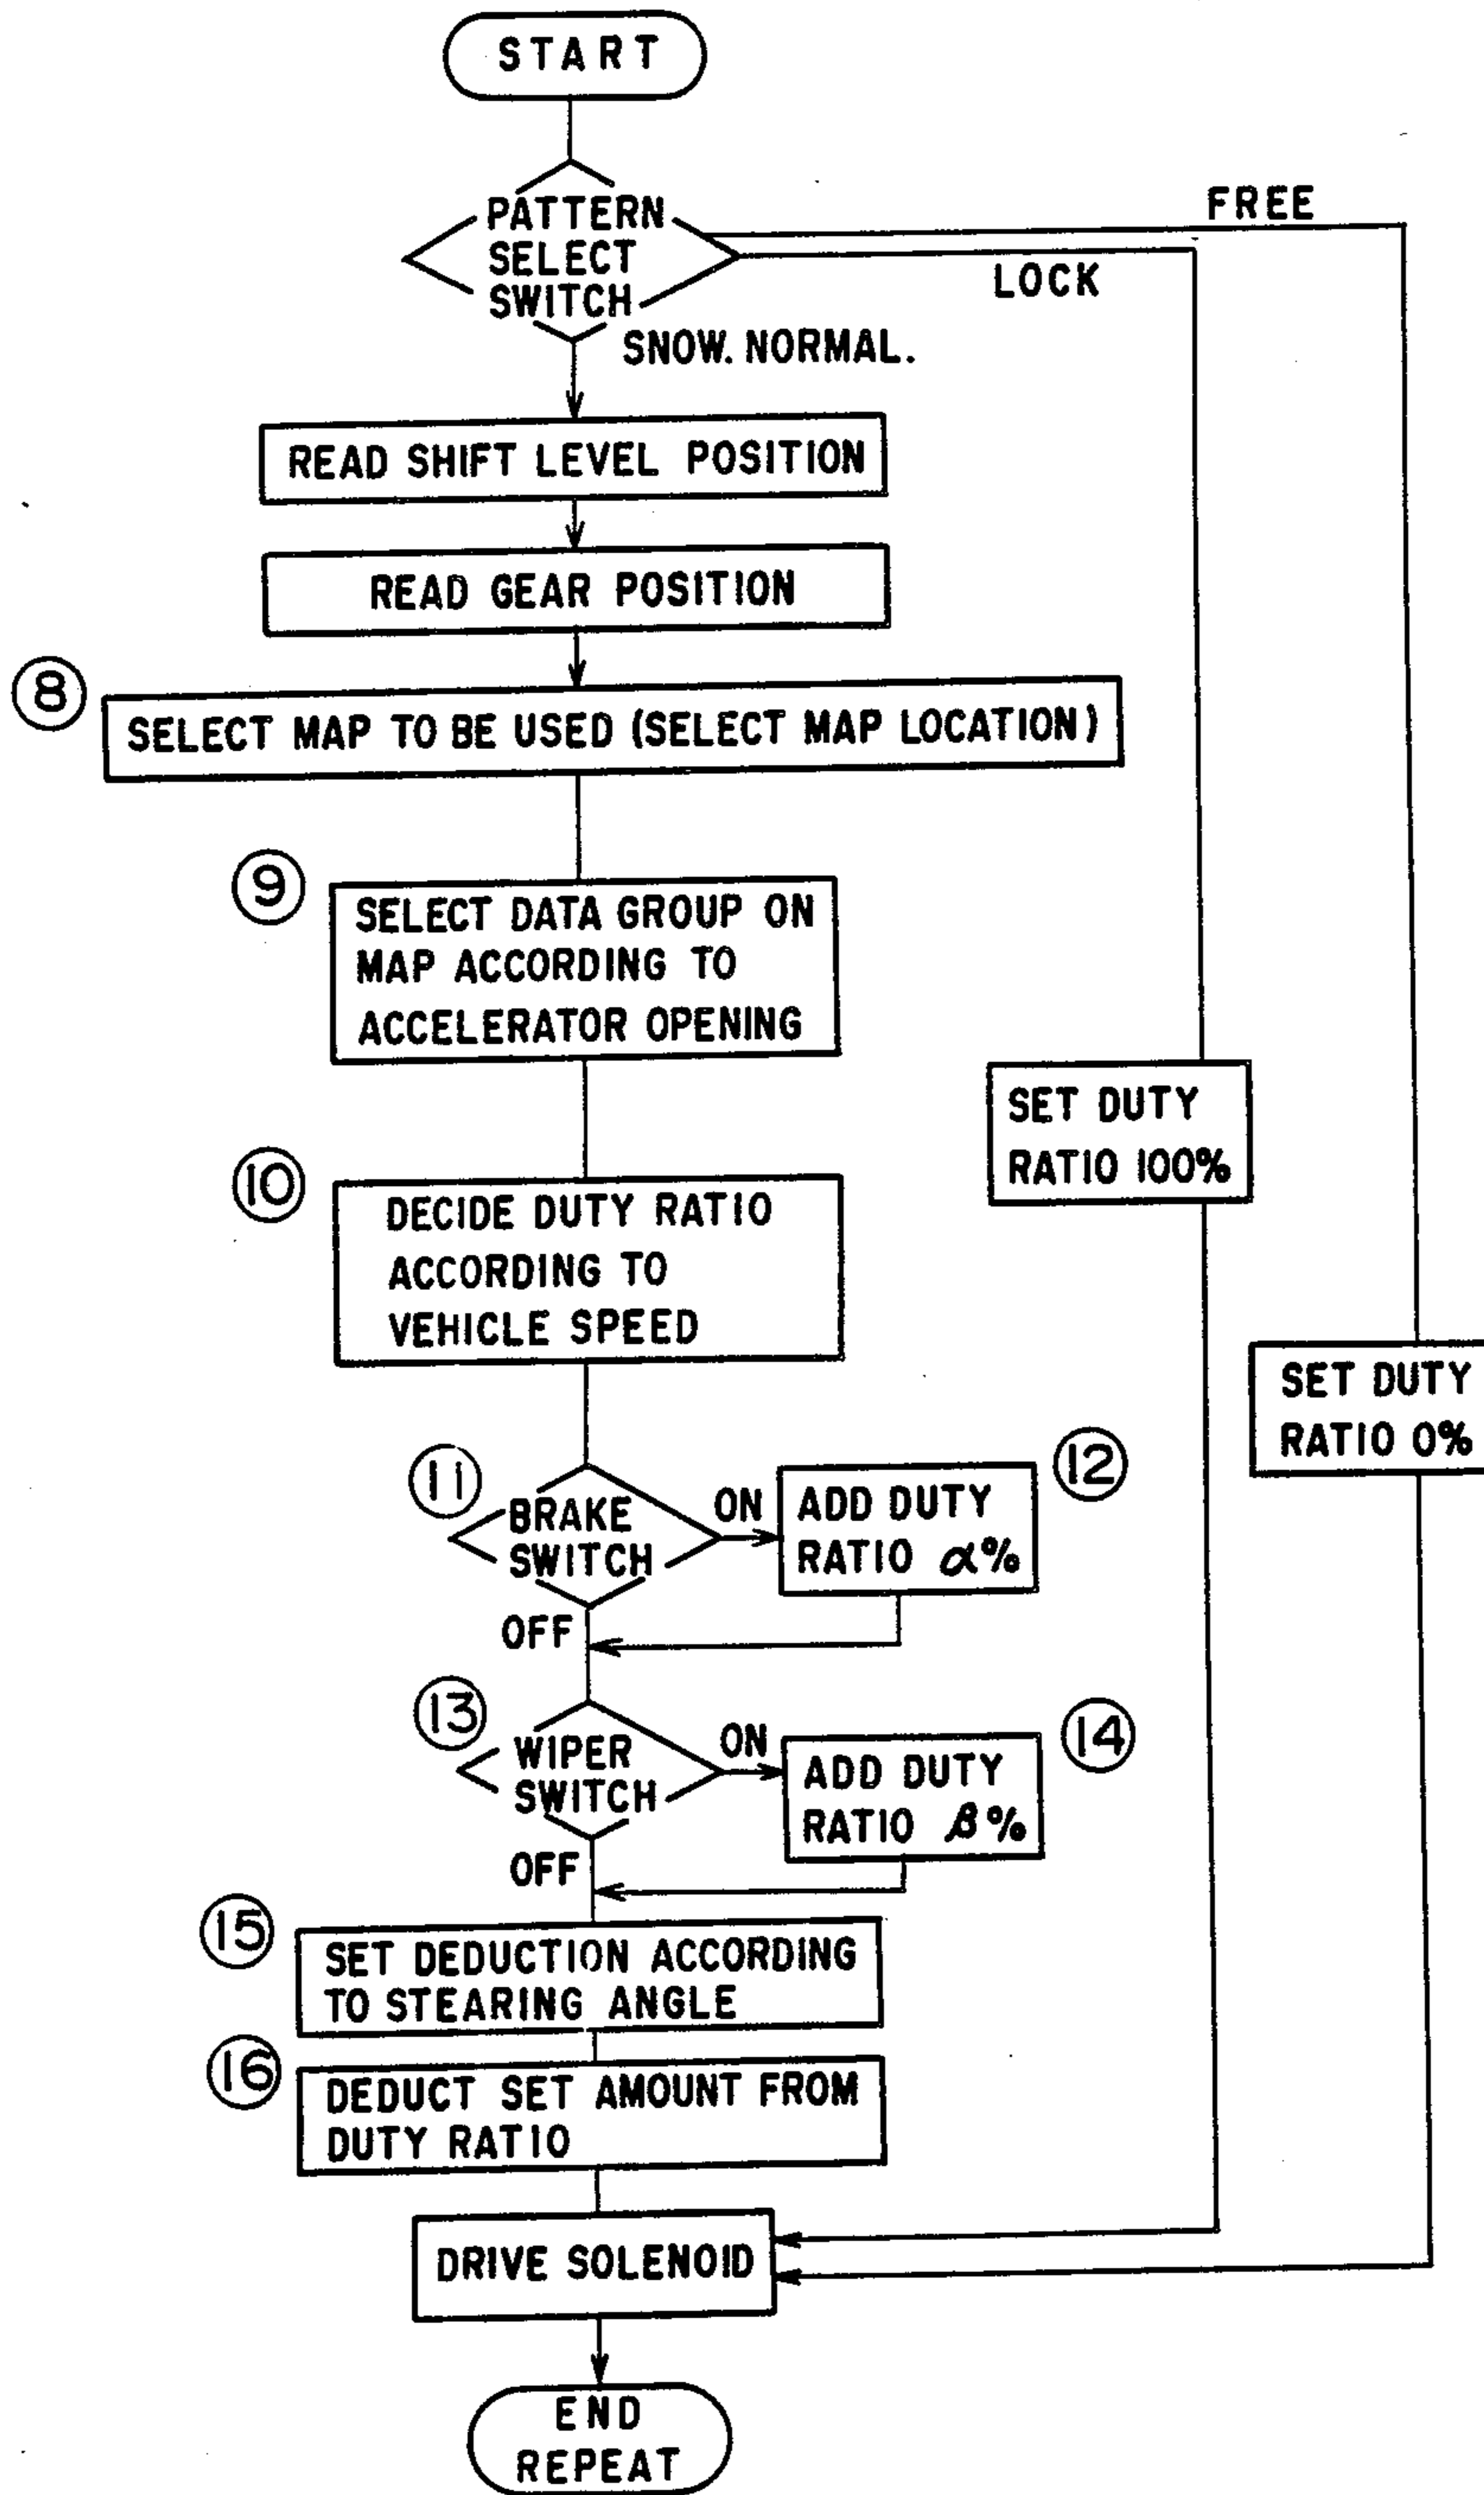 START
PATTERN
SELECT
SWITCH
FREE
LOCK
SNOW. NORMAL.
READ SHIFT LEVEL POSITION
READ GEAR POSITION
8
SELECT MAP TO BE USED (SELECT MAP LOCATION)
9
SELECT DATA GROUP ON
MAP ACCORDING TO
ACCELERATOR OPENING
SET DUTY
RATIO 100%
10
DECIDE DUTY RATIO
ACCORDING TO
VEHICLE SPEED
SET DUTY
RATIO 0%
11
BRAKE
SWITCH
ON
12
ADD DUTY
RATIO α%
OFF
13
WIPER
SWITCH
ON
14
ADD DUTY
RATIO β%
OFF
15
SET DEDUCTION ACCORDING
TO STEARING ANGLE
16
DEDUCT SET AMOUNT FROM
DUTY RATIO
DRIVE SOLENOID
END
REPEAT